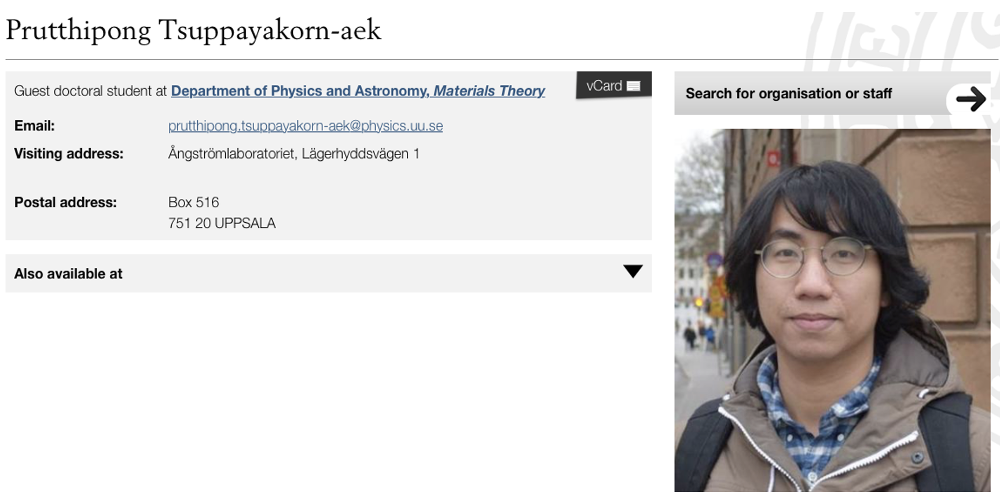 Prutthipong Tsuppayakorn-aek
Guest doctoral student at Department of Physics and Astronomy, Materials Theory
vCard
Email: prutthipong.tsuppayakorn-aek@physics.uu.se
Visiting address: Ångströmlaboratoriet, Lägerhyddsvägen 1
Postal address: Box 516
751 20 UPPSALA
Also available at
Search for organisation or staff